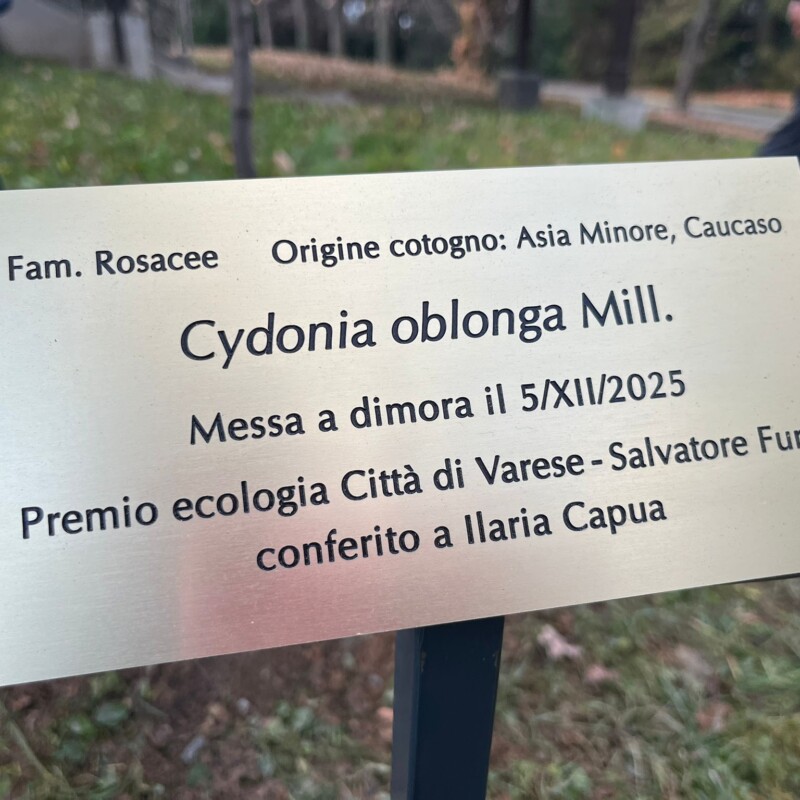 Fam. Rosacee Origine cotogno: Asia Minore, Caucaso
Cydonia oblonga Mill.
Messa a dimora il 5/XII/2025
Premio ecologia Città di Varese - Salvatore
conferito a Ilaria Capua